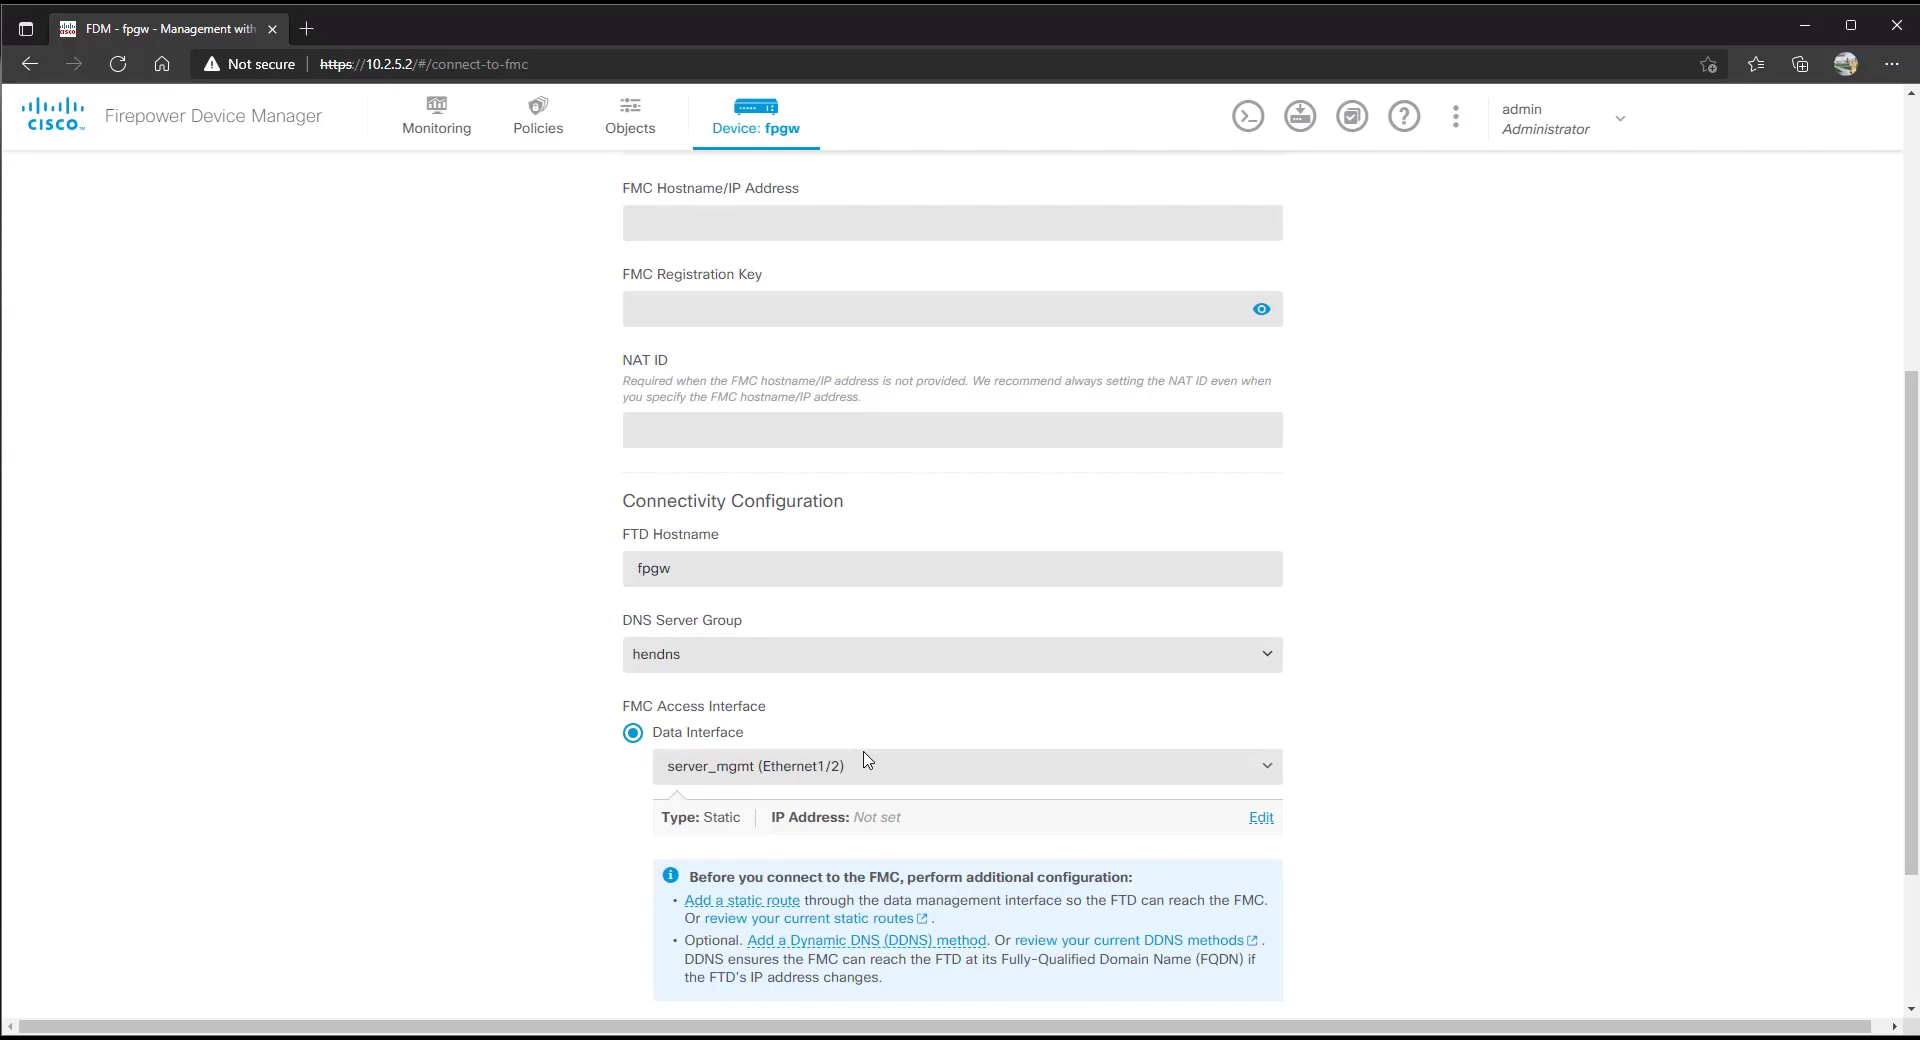 FDM - fpgw - Management with
Not secure
https://10.2.5.2/#/connect-to-fmc
CISCO
Firepower Device Manager
Monitoring
Policies
Objects
Device: fpgw
admin
Administrator
FMC Hostname/IP Address
FMC Registration Key
NAT ID
Required when the FMC hostname/IP address is not provided. We recommend always setting the NAT ID even when
you specify the FMC hostname/IP address.
Connectivity Configuration
FTD Hostname
fpgw
DNS Server Group
hendns
FMC Access Interface
Data Interface
server_mgmt (Ethernet1/2)
Type: Static
IP Address: Not set
Edit
Before you connect to the FMC, perform additional configuration:
• Add a static route through the data management interface so the FTD can reach the FMC.
Or review your current static routes.
• Optional. Add a Dynamic DNS (DDNS) method. Or review your current DDNS methods.
DDNS ensures the FMC can reach the FTD at its Fully-Qualified Domain Name (FQDN) if
the FTD's IP address changes.